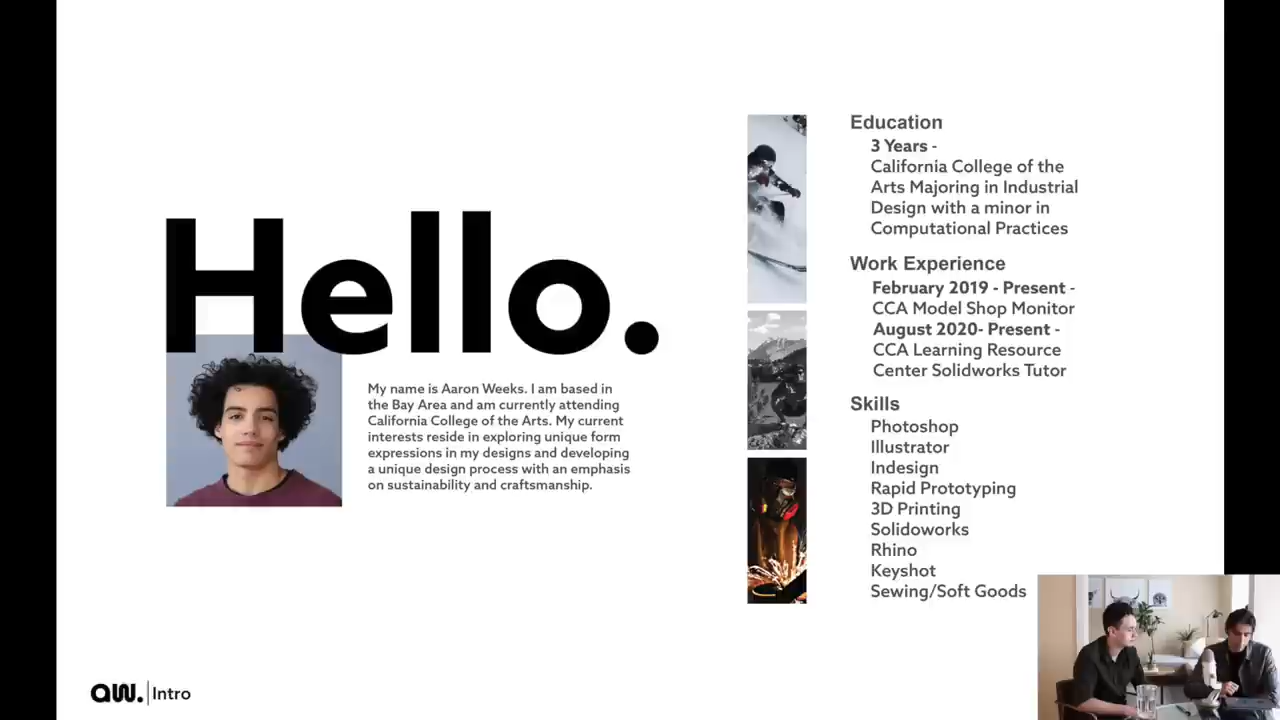 Hello.
My name is Aaron Weeks. I am based in
the Bay Area and am currently attending
California College of the Arts. My current
interests reside in exploring unique form
expressions in my designs and developing
a unique design process with an emphasis
on sustainability and craftsmanship.
Education
3 Years -
California College of the
Arts Majoring in Industrial
Design with a minor in
Computational Practices
Work Experience
February 2019 - Present -
CCA Model Shop Monitor
August 2020- Present -
CCA Learning Resource
Center Solidworks Tutor
Skills
Photoshop
Illustrator
Indesign
Rapid Prototyping
3D Printing
Solidoworks
Rhino
Keyshot
Sewing/Soft Goods
aw. | Intro